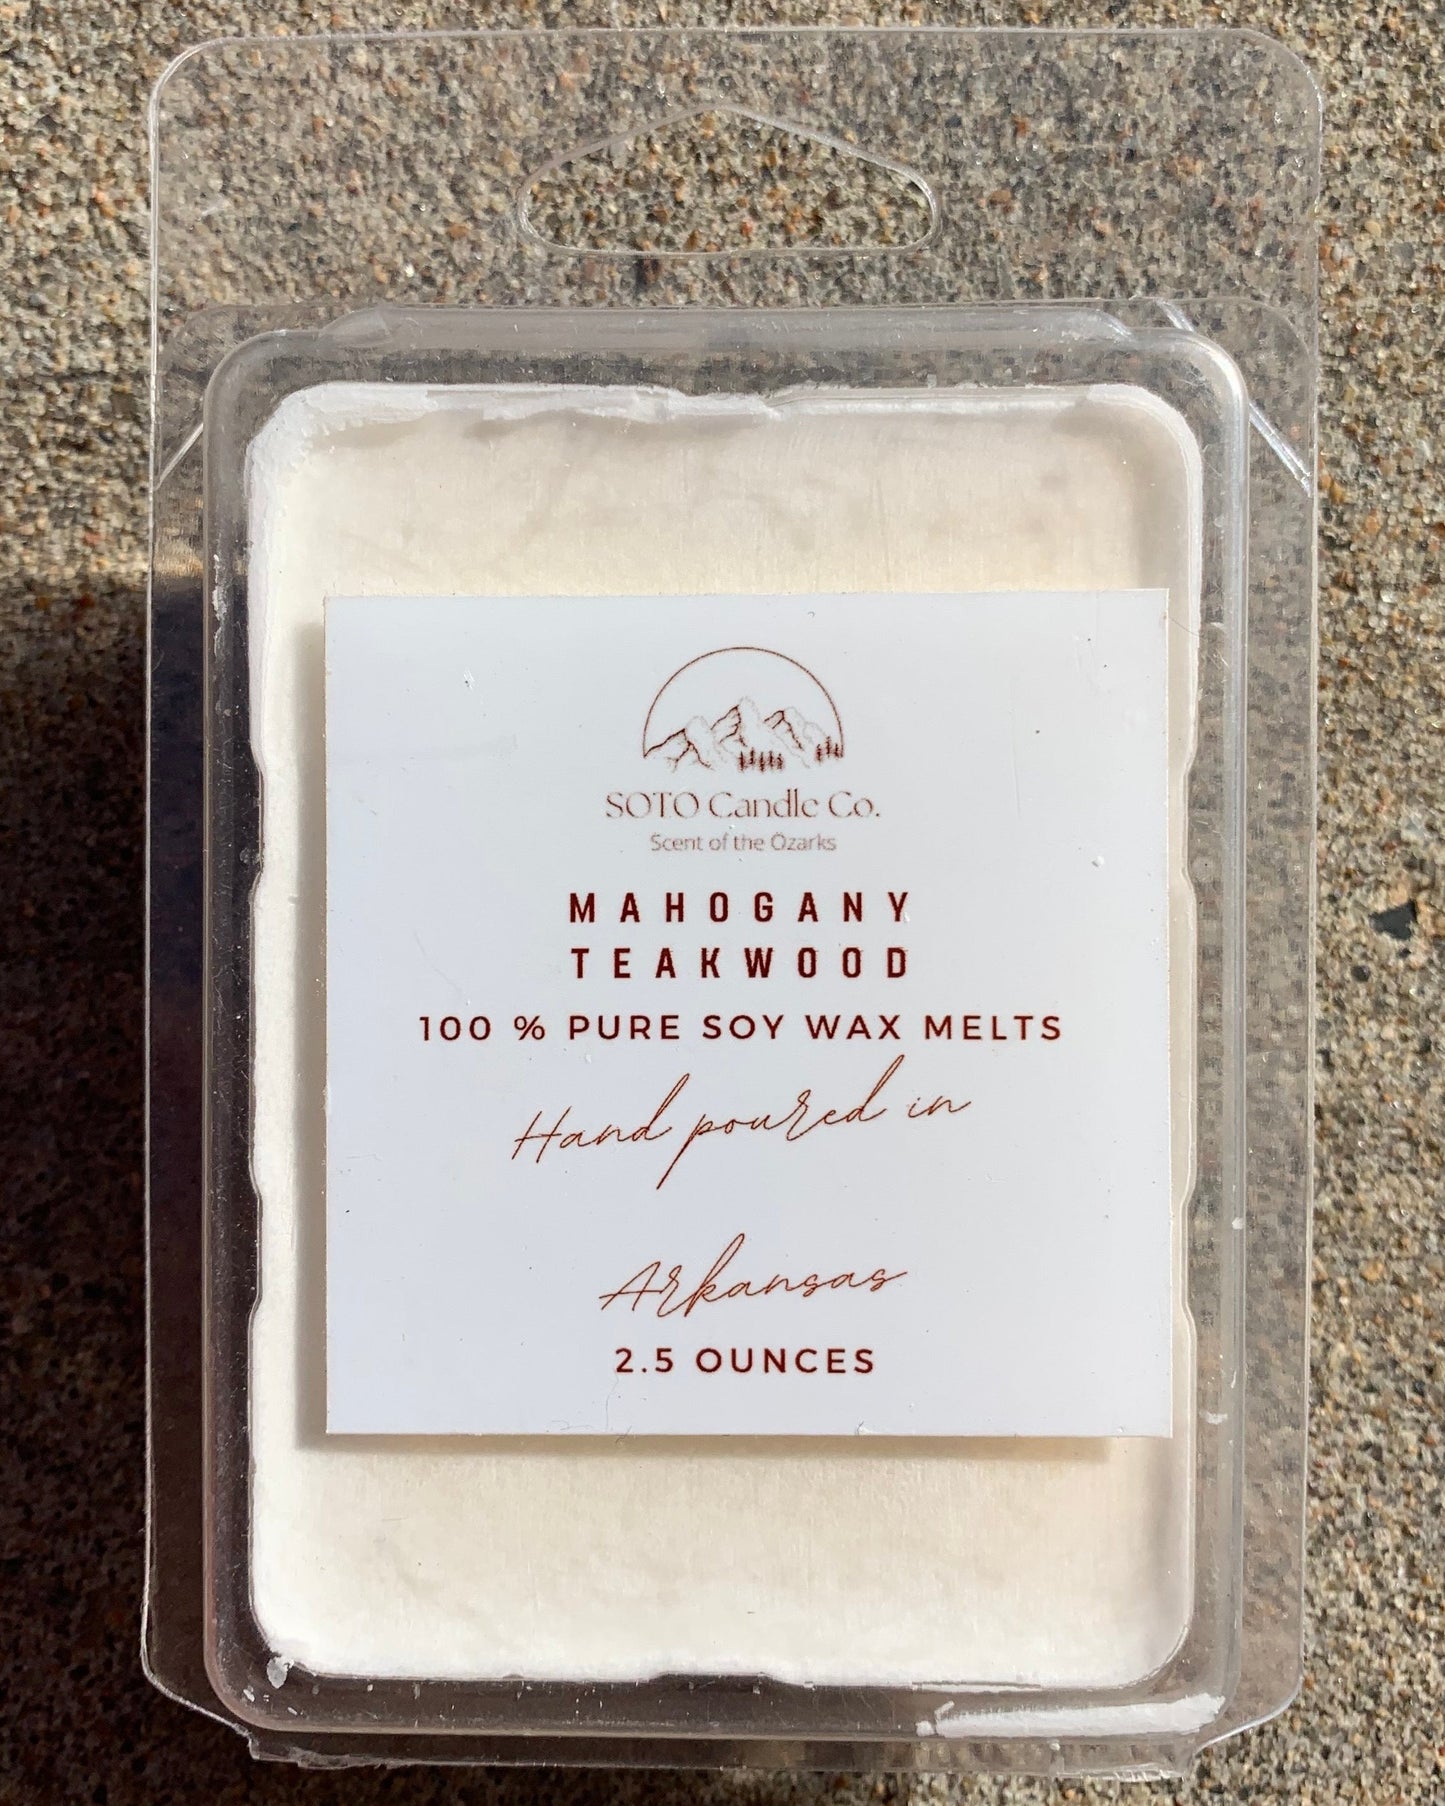 SOTO Candle Co.
Scent of the Ozarks
MAHOGANY
TEAKWOOD
100 % PURE SOY WAX MELTS
Hand poured in
Arkansas
2.5 OUNCES